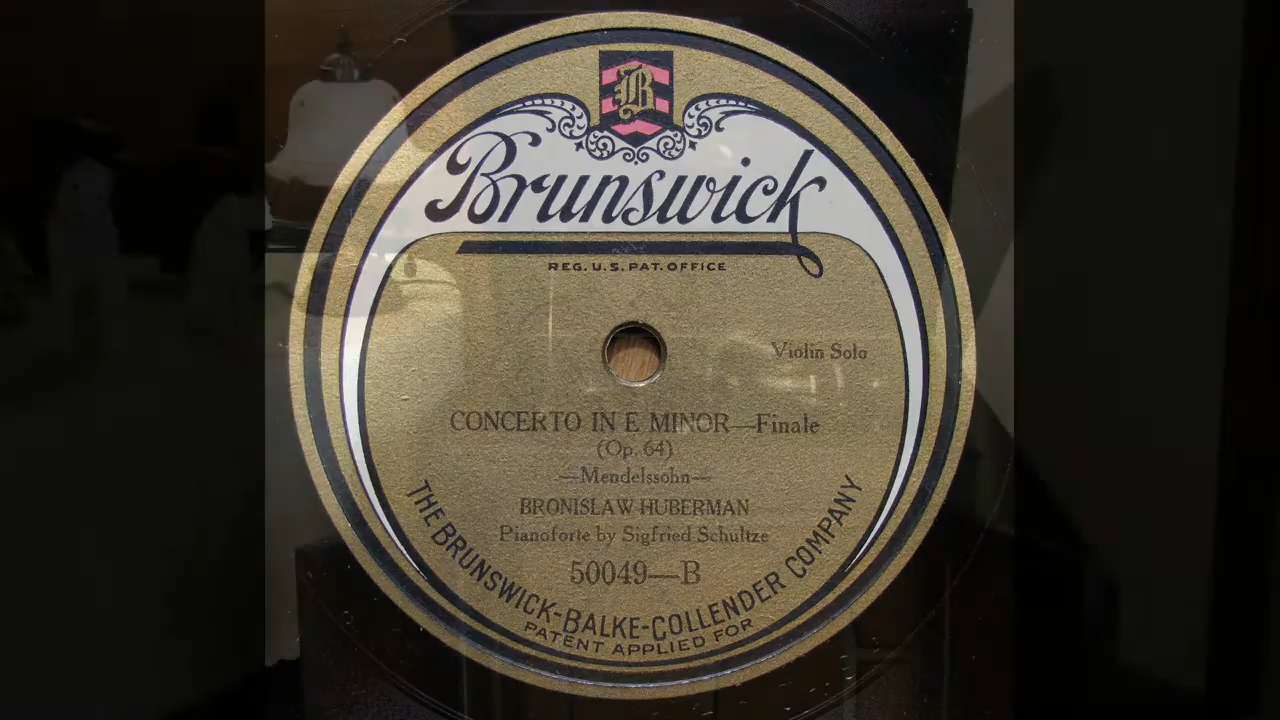 B
Brunswick
REG. U.S. PAT. OFFICE
Violin Solo
CONCERTO IN E MINOR—Finale
(Op. 64)
—Mendelssohn—
BRONISLAW HUBERMAN
Pianoforte by Sigfried Schultze
50049—B
THE BRUNSWICK-BALKE-COLLENDER COMPANY
PATENT APPLIED FOR